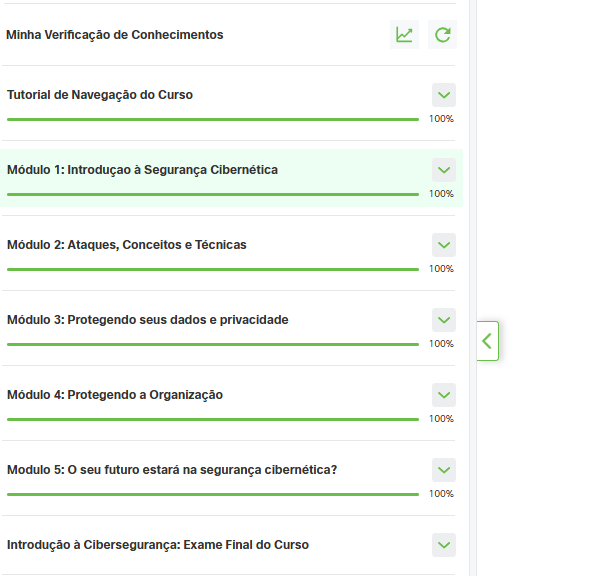 Minha Verificação de Conhecimentos
Tutorial de Navegação do Curso
100%
Módulo 1: Introduçao à Segurança Cibernética
100%
Módulo 2: Ataques, Conceitos e Técnicas
100%
Módulo 3: Protegendo seus dados e privacidade
100%
Módulo 4: Protegendo a Organização
100%
Modulo 5: O seu futuro estará na segurança cibernética?
100%
Introdução à Cibersegurança: Exame Final do Curso